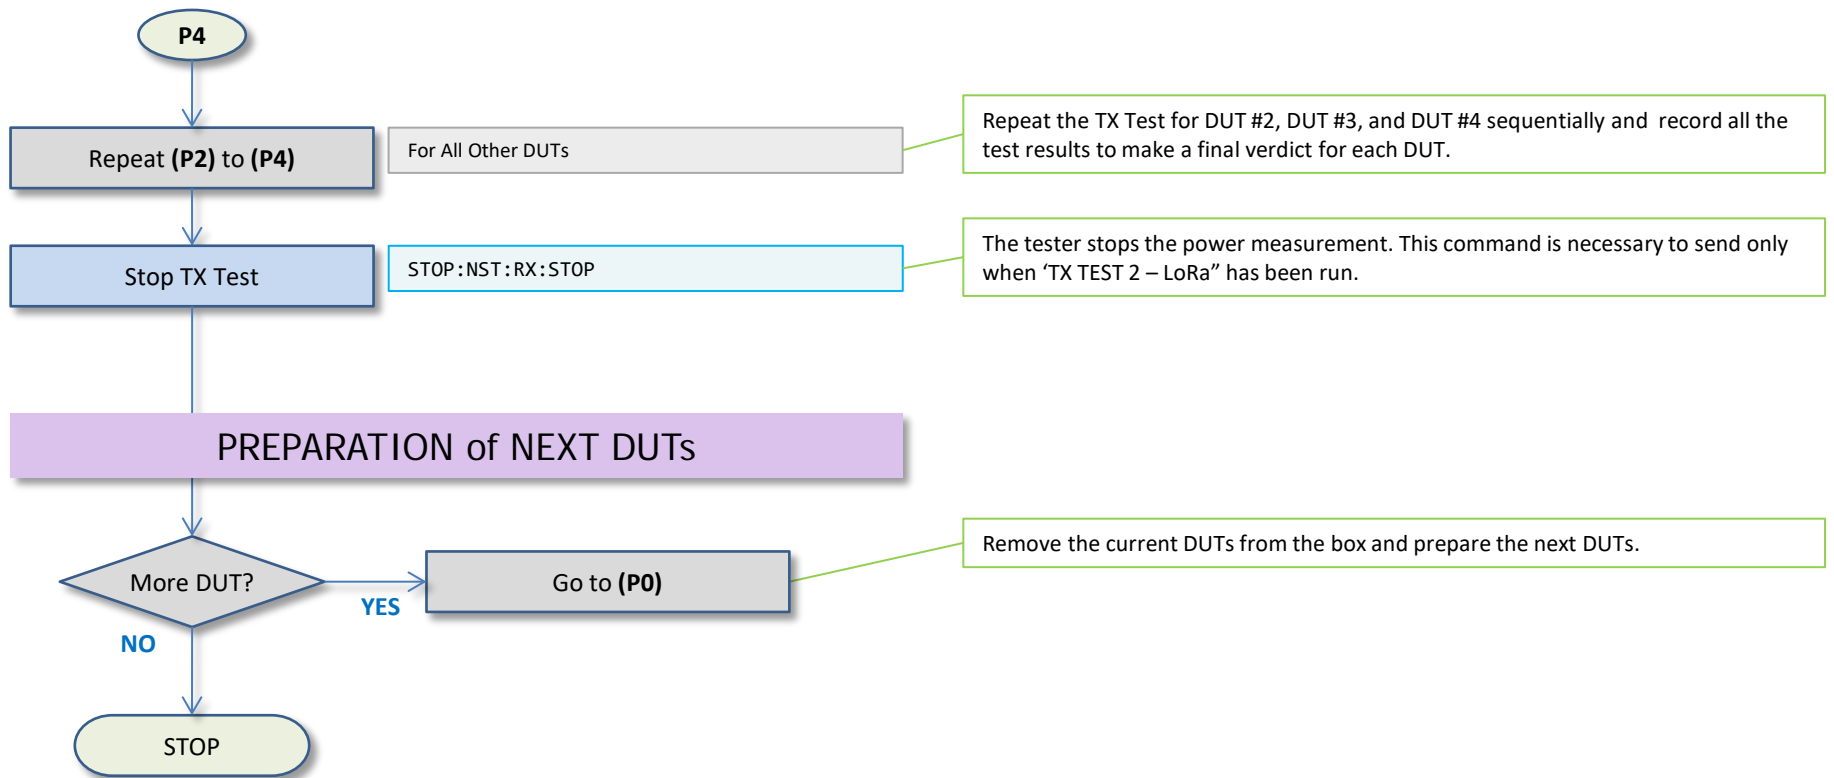 P4
Repeat (P2) to (P4)
For All Other DUTs
Repeat the TX Test for DUT #2, DUT #3, and DUT #4 sequentially and  record all the
test results to make a final verdict for each DUT.
Stop TX Test
STOP:NST:RX:STOP
The tester stops the power measurement. This command is necessary to send only
when ‘TX TEST 2 – LoRa” has been run.
PREPARATION of NEXT DUTs
More DUT?
YES
Go to (P0)
Remove the current DUTs from the box and prepare the next DUTs.
NO
STOP